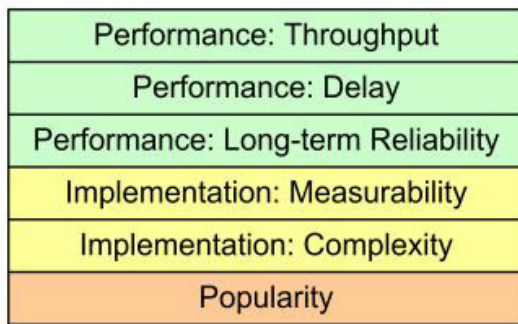 Performance: Throughput
Performance: Delay
Performance: Long-term Reliability
Implementation: Measurability
Implementation: Complexity
Popularity